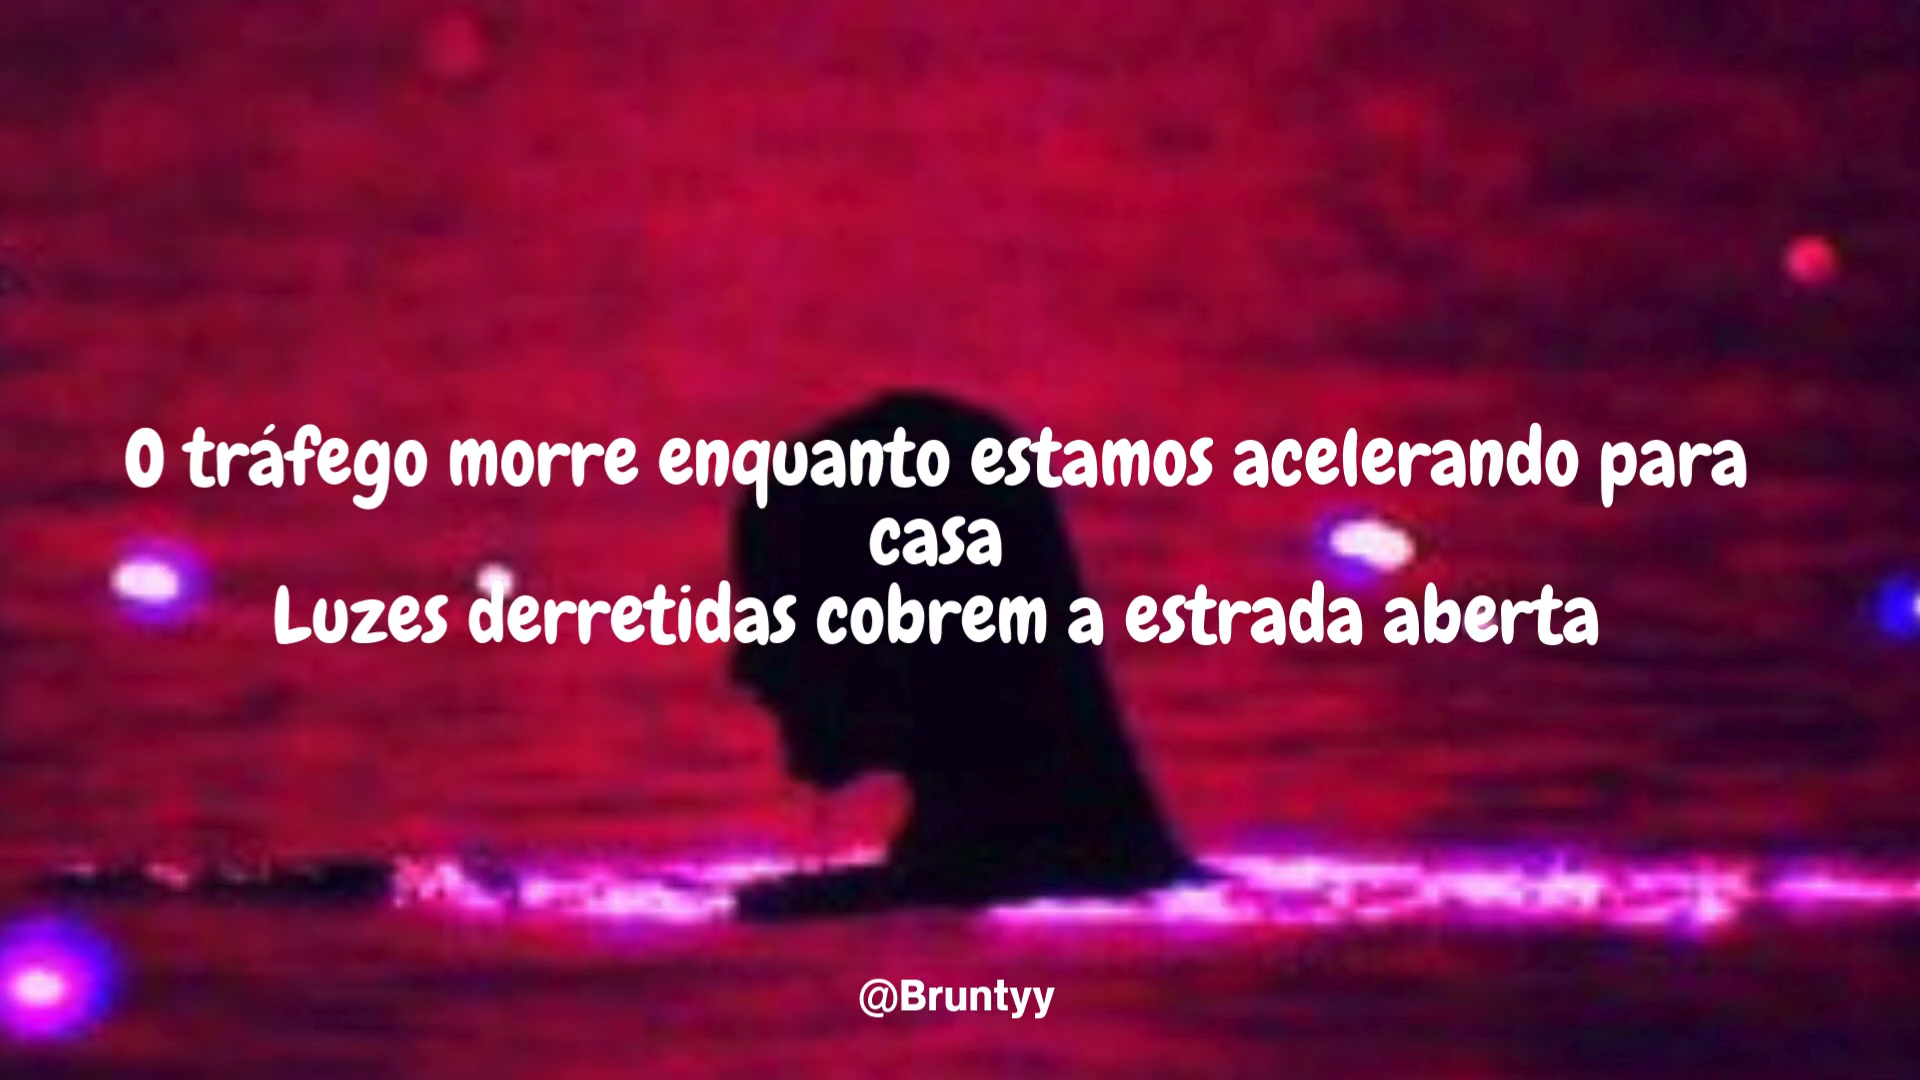 O tráfego morre enquanto estamos acelerando para
casa
Luzes derretidas cobrem a estrada aberta
@Bruntyy